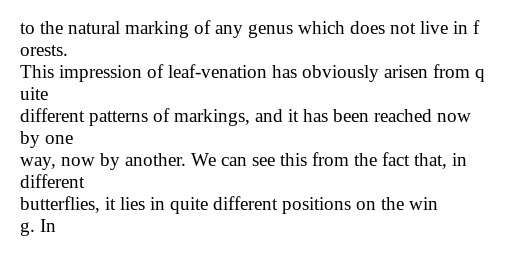 to the natural marking of any genus which does not live in f
orests.
This impression of leaf-venation has obviously arisen from q
uite
different patterns of markings, and it has been reached now
by one
way, now by another. We can see this from the fact that, in
different
butterflies, it lies in quite different positions on the win
g. In